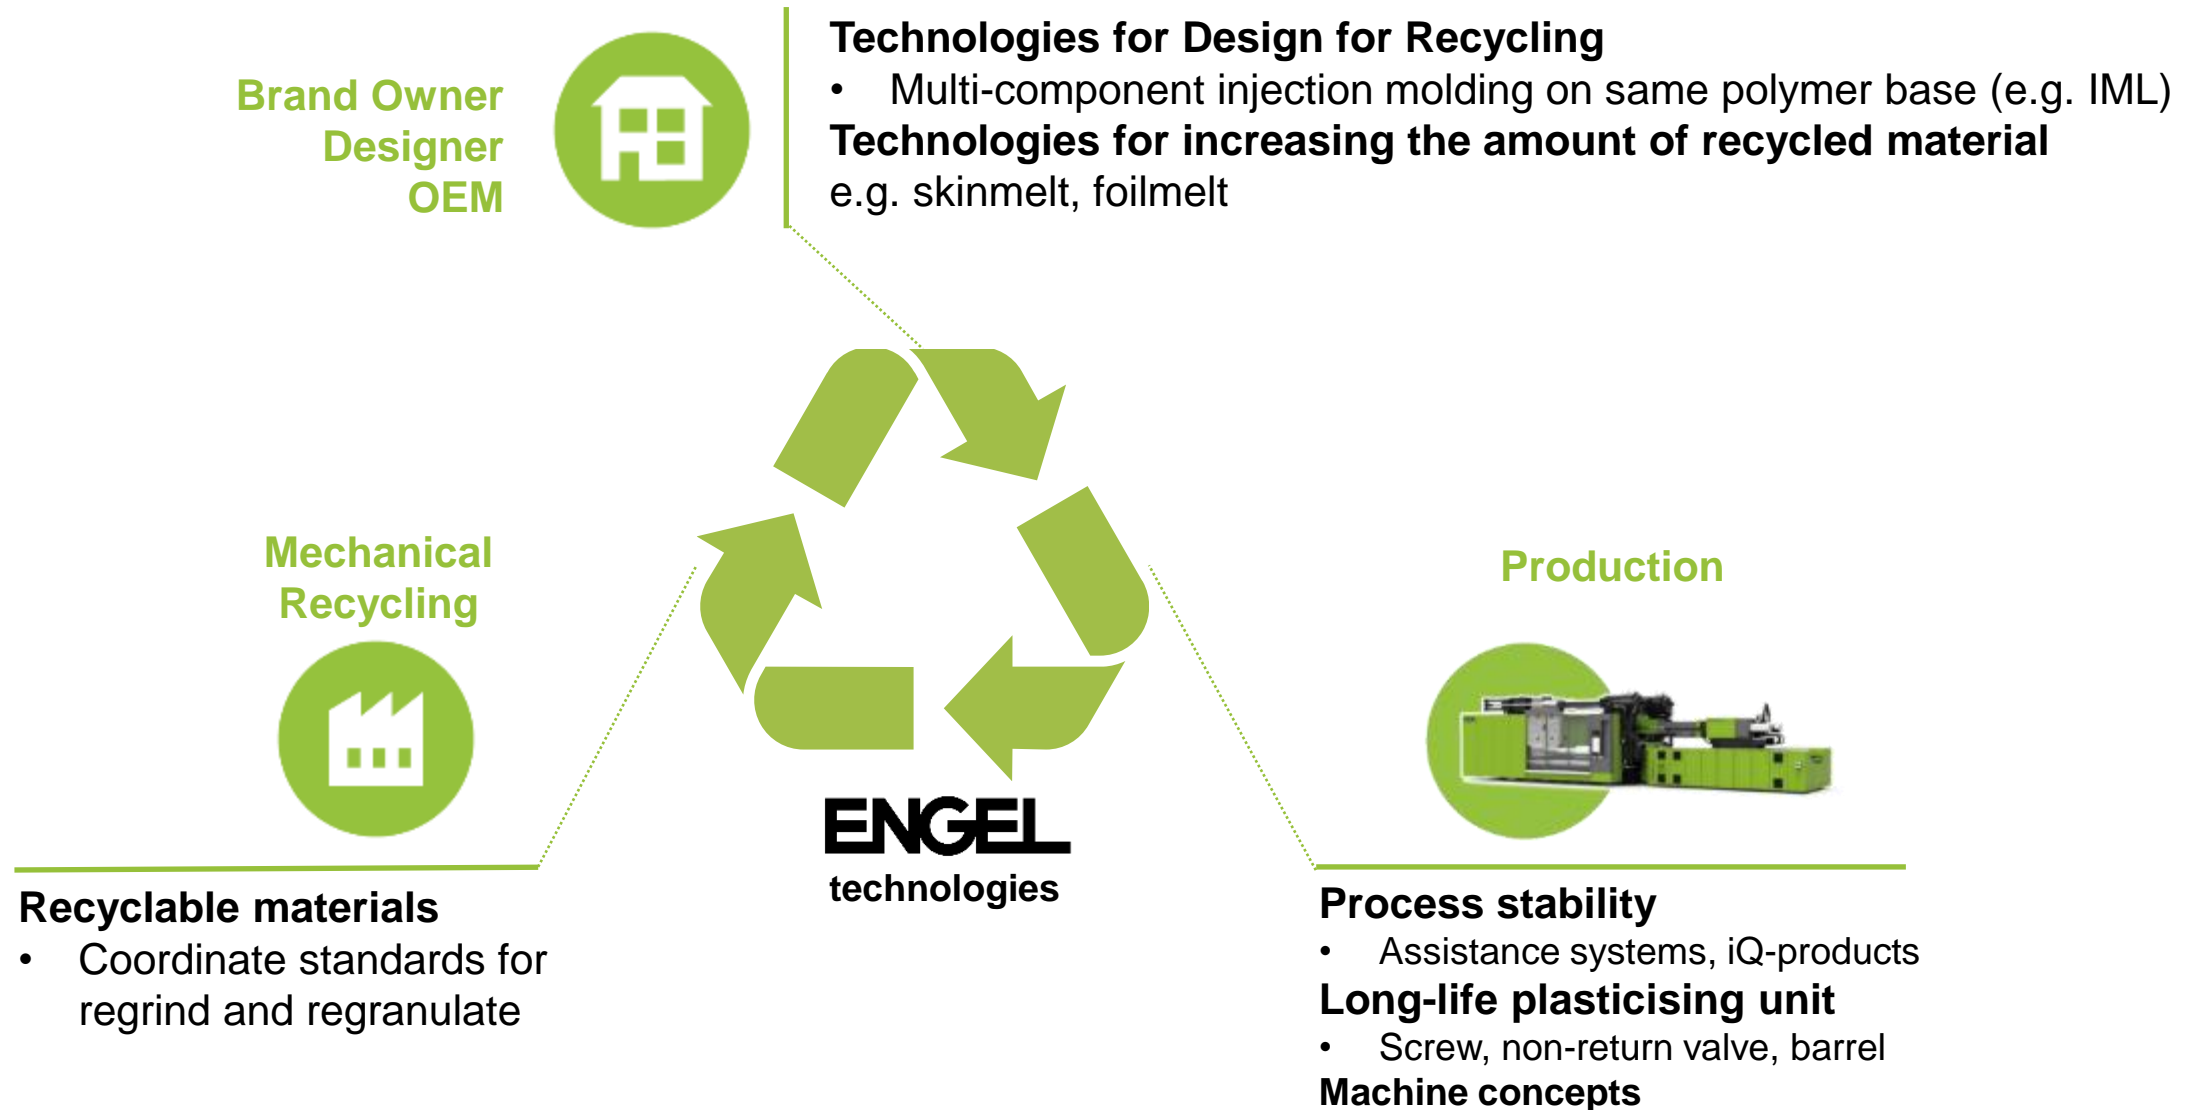 Brand Owner
Designer
OEM
Technologies for Design for Recycling
• Multi-component injection molding on same polymer base (e.g. IML)
Technologies for increasing the amount of recycled material
e.g. skinmelt, foilmelt
Mechanical
Recycling
Production
ENGEL
technologies
Recyclable materials
• Coordinate standards for
regrind and regranulate
Process stability
• Assistance systems, iQ-products
Long-life plasticising unit
• Screw, non-return valve, barrel
Machine concepts